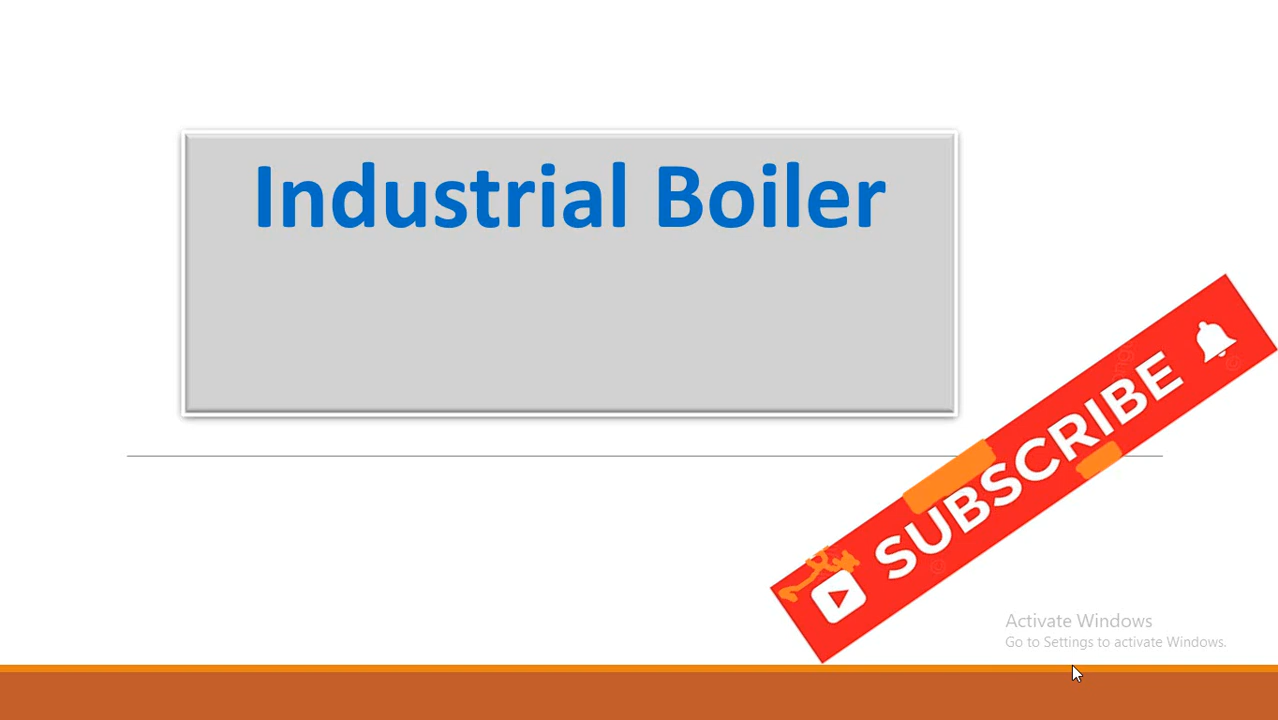 Industrial Boiler
SUBSCRIBE
Activate Windows
Go to Settings to activate Windows.